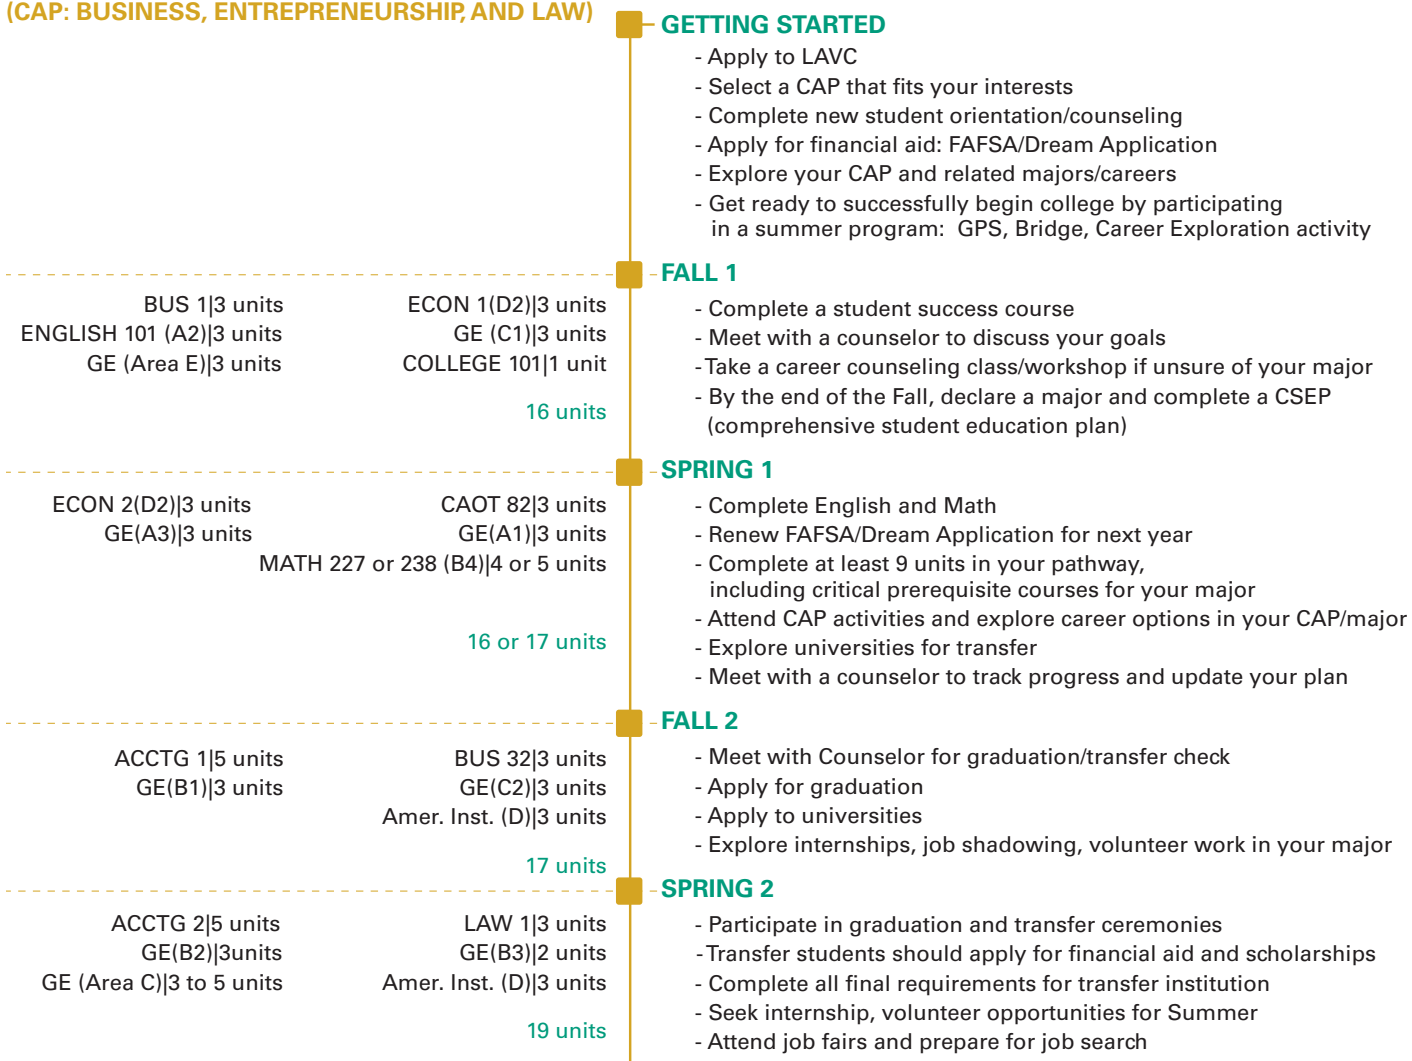 (CAP: BUSINESS, ENTREPRENEURSHIP, AND LAW)
GETTING STARTED
- Apply to LAVC
- Select a CAP that fits your interests
- Complete new student orientation/counseling
- Apply for financial aid: FAFSA/Dream Application
- Explore your CAP and related majors/careers
- Get ready to successfully begin college by participating
in a summer program: GPS, Bridge, Career Exploration activity
FALL 1
BUS 1|3 units ECON 1(D2)|3 units
ENGLISH 101 (A2)|3 units GE (C1)|3 units
GE (Area E)|3 units COLLEGE 101|1 unit
16 units
- Complete a student success course
- Meet with a counselor to discuss your goals
- Take a career counseling class/workshop if unsure of your major
- By the end of the Fall, declare a major and complete a CSEP
(comprehensive student education plan)
SPRING 1
ECON 2(D2)|3 units CAOT 82|3 units
GE(A3)|3 units GE(A1)|3 units
MATH 227 or 238 (B4)|4 or 5 units
16 or 17 units
- Complete English and Math
- Renew FAFSA/Dream Application for next year
- Complete at least 9 units in your pathway,
including critical prerequisite courses for your major
- Attend CAP activities and explore career options in your CAP/major
- Explore universities for transfer
- Meet with a counselor to track progress and update your plan
FALL 2
ACCTG 1|5 units BUS 32|3 units
GE(B1)|3 units GE(C2)|3 units
Amer. Inst. (D)|3 units
17 units
- Meet with Counselor for graduation/transfer check
- Apply for graduation
- Apply to universities
- Explore internships, job shadowing, volunteer work in your major
SPRING 2
ACCTG 2|5 units LAW 1|3 units
GE(B2)|3units GE(B3)|2 units
GE (Area C)|3 to 5 units Amer. Inst. (D)|3 units
19 units
- Participate in graduation and transfer ceremonies
- Transfer students should apply for financial aid and scholarships
- Complete all final requirements for transfer institution
- Seek internship, volunteer opportunities for Summer
- Attend job fairs and prepare for job search